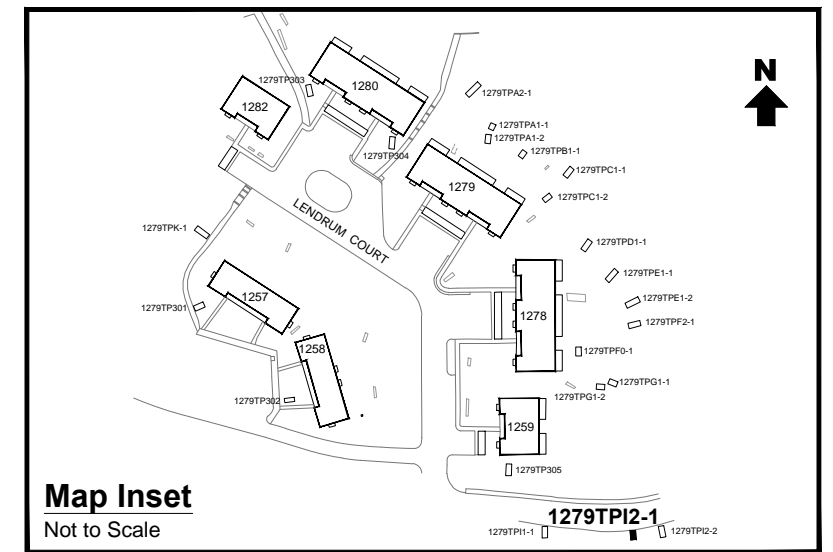 1279TP303
1280
N
1282
1279TPA2-1
1279TPA1-1
1279TPA1-2
1279TP304
1279TPB1-1
1279TPC1-1
1279
1279TPC1-2
LENDRUM COURT
1279TPK-1
1279TPD1-1
1279TPE1-1
1257
1279TPE1-2
1279TP301
1278
1279TPF2-1
1258
1279TPF0-1
1279TPG1-1
1279TPG1-2
1279TP302
1259
1279TP305
Map Inset
Not to Scale
1279TPI2-1
1279TPI1-1
1279TPI2-2